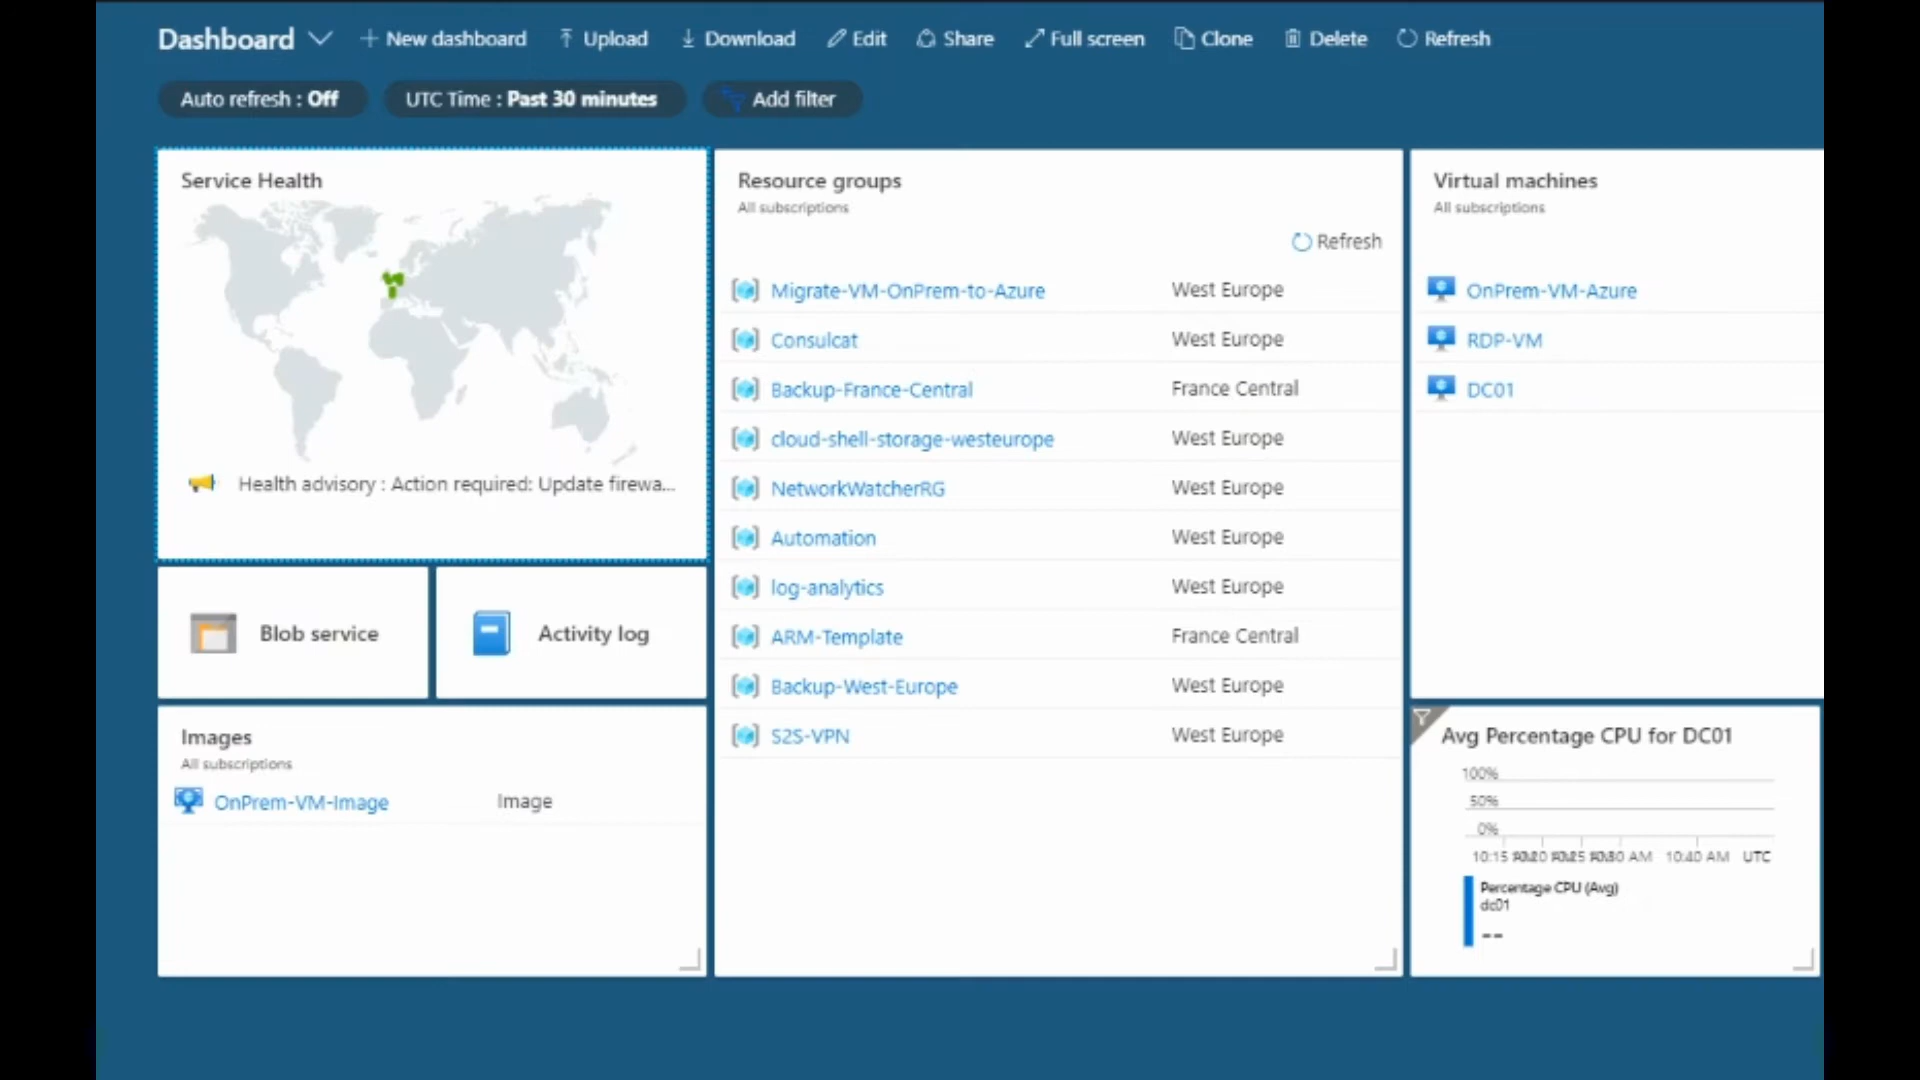 Dashboard
New dashboard
Upload
Download
Edit
Share
Full screen
Clone
Delete
Refresh
Auto refresh : Off
UTC Time : Past 30 minutes
Add filter
Service Health
Health advisory : Action required: Update firewa...
Blob service
Activity log
Images
All subscriptions
OnPrem-VM-Image Image
Resource groups
All subscriptions
Refresh
Migrate-VM-OnPrem-to-Azure West Europe
Consulcat West Europe
Backup-France-Central France Central
cloud-shell-storage-westeurope West Europe
NetworkWatcherRG West Europe
Automation West Europe
log-analytics West Europe
ARM-Template France Central
Backup-West-Europe West Europe
S2S-VPN West Europe
Virtual machines
All subscriptions
OnPrem-VM-Azure
RDP-VM
DC01
Avg Percentage CPU for DC01
100%
50%
0%
10:15 10:30 AM 10:40 AM UTC
Percentage CPU (Avg)
dc01
--